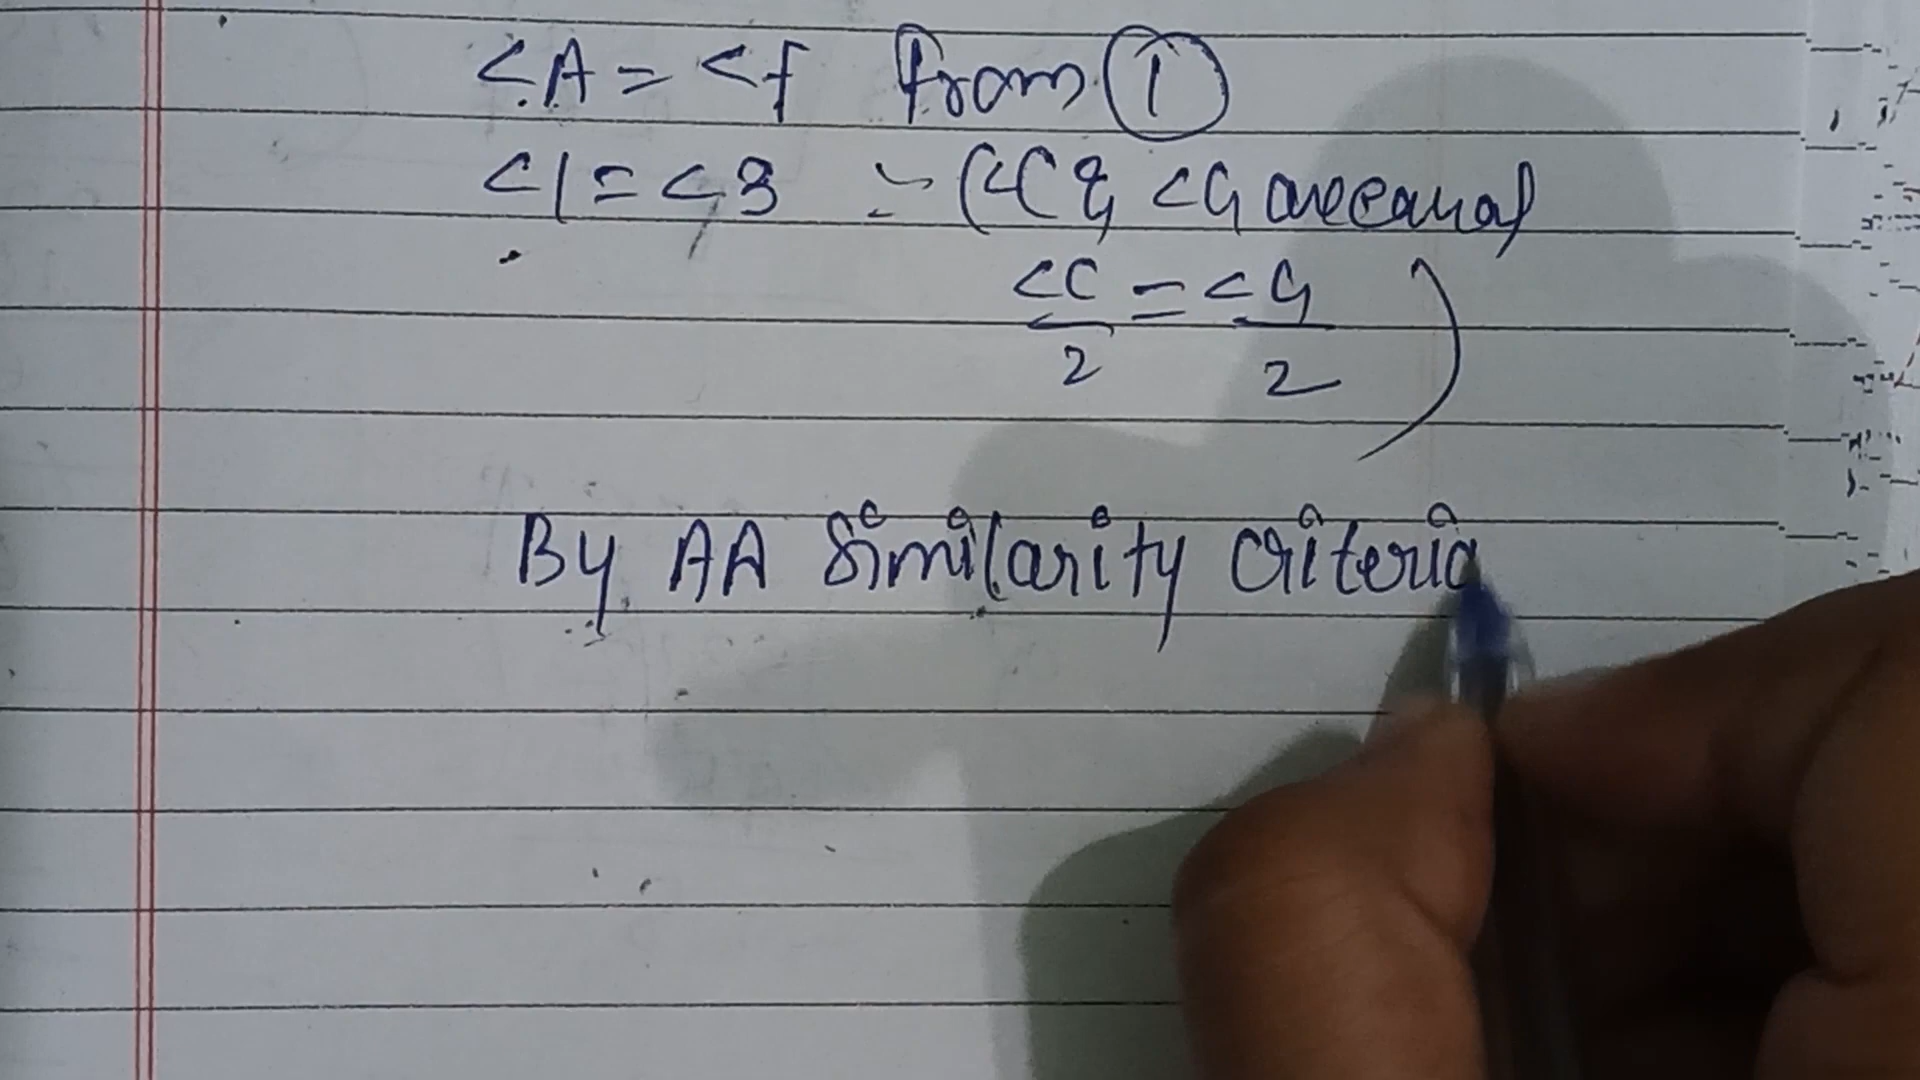 <A = <f from ①
<1 = <3 ∵ (<C & <G are equal
<C/2 = <G/2 )
By AA Similarity criteria